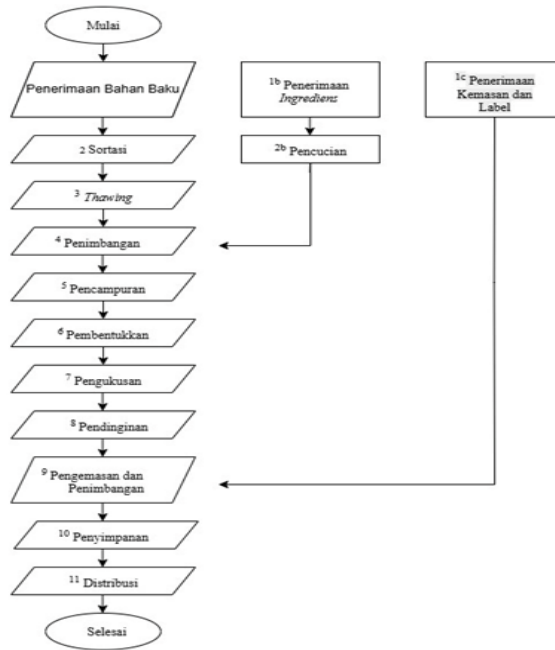 Mulai
Penerimaan Bahan Baku
1b Penerimaan
Ingrediens
1c Penerimaan
Kemasan dan
Label
2 Sortasi
2b Pencucian
3 Thawing
4 Penimbangan
5 Pencampuran
6 Pembentukkan
7 Pengukusan
8 Pendinginan
9 Pengemasan dan
Penimbangan
10 Penyimpanan
11 Distribusi
Selesai